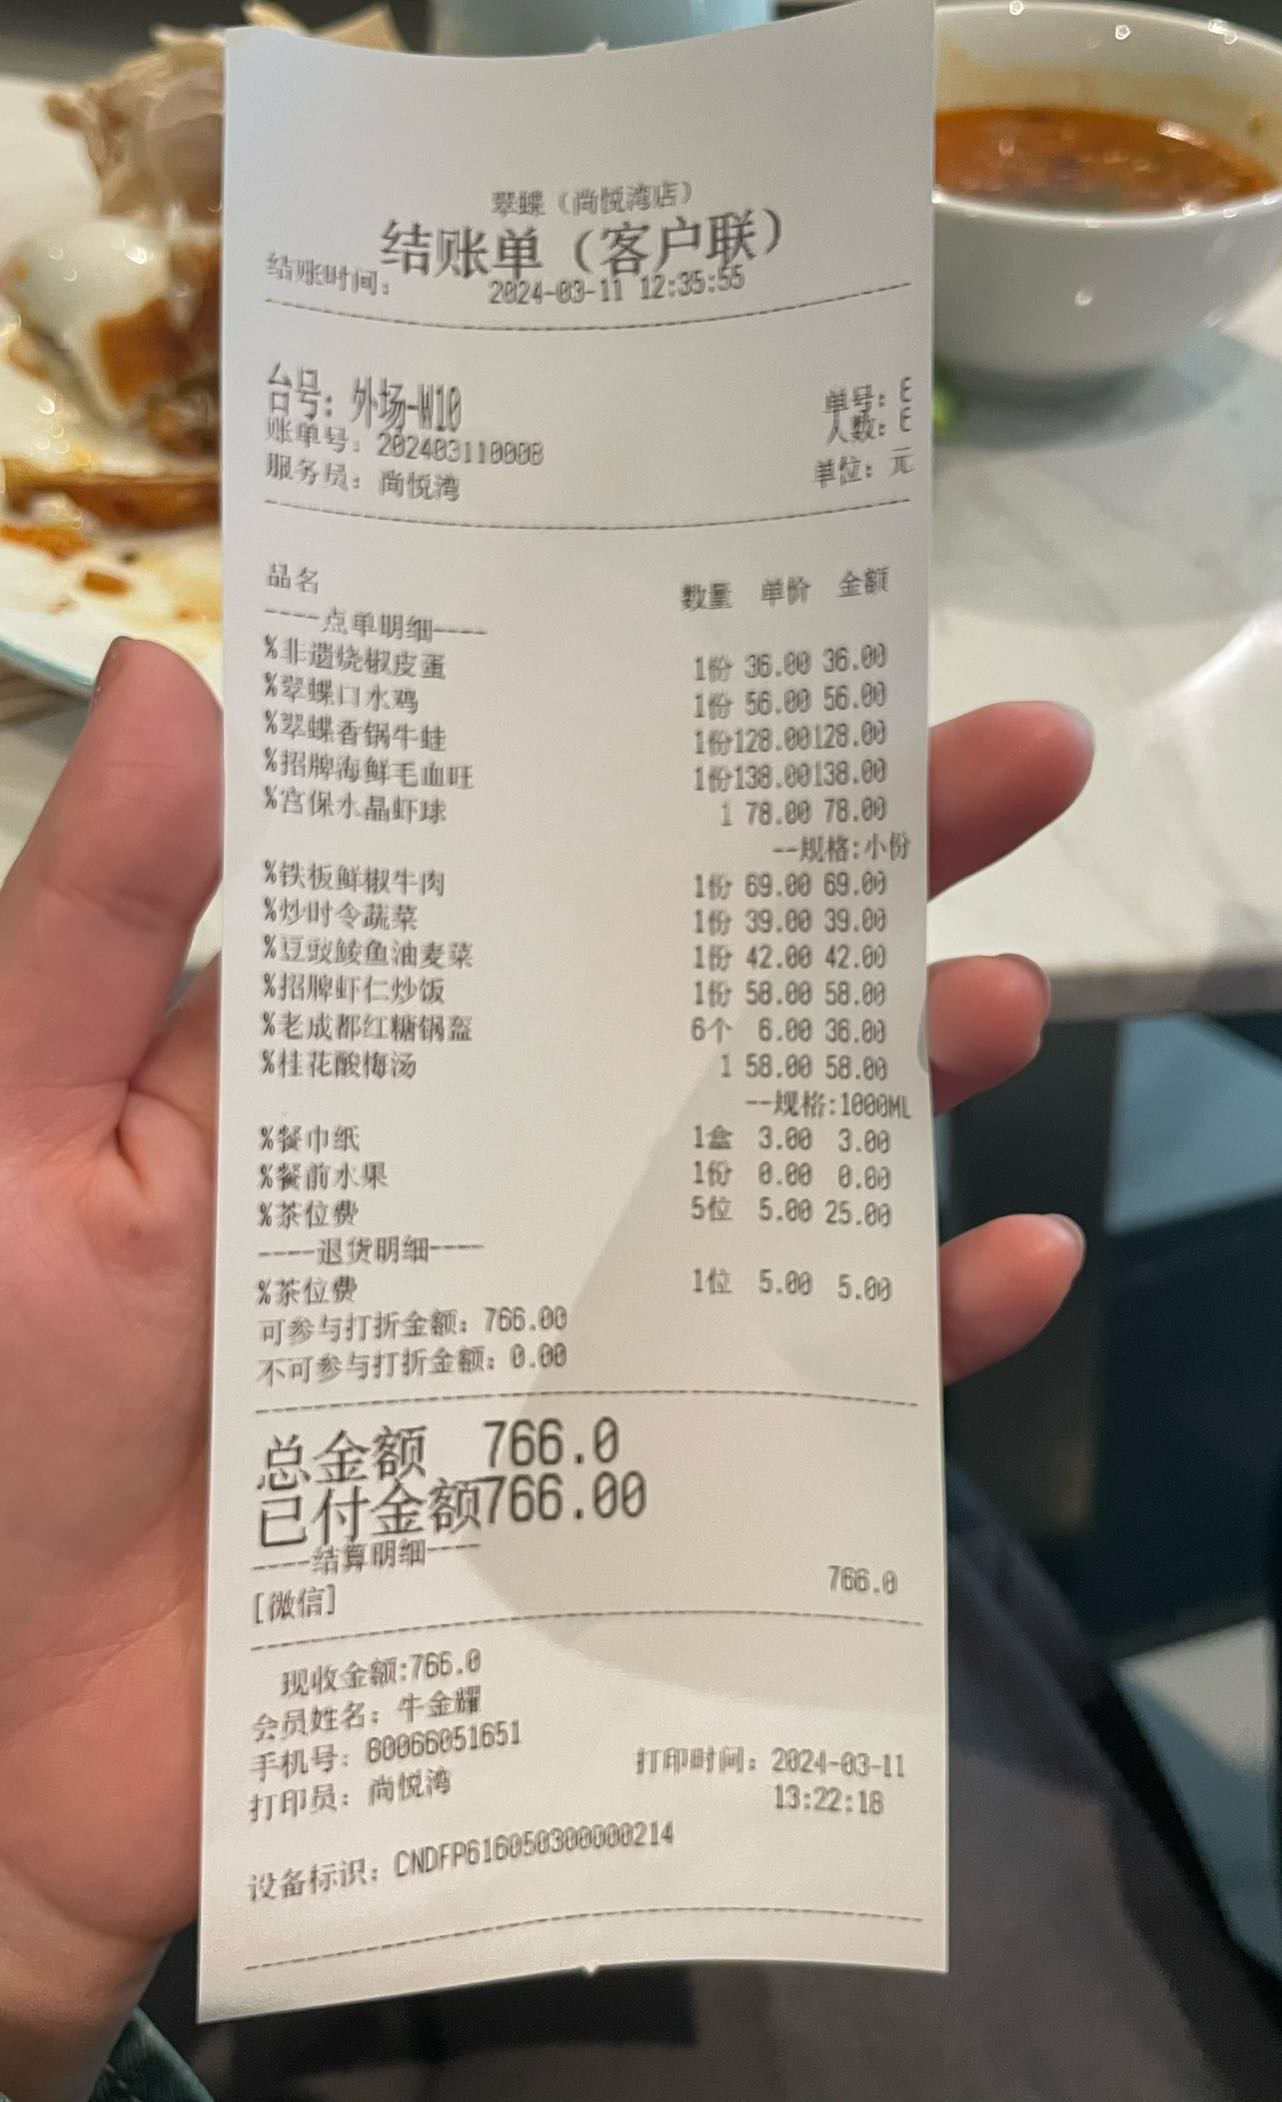 翠蝶（尚悦湾店）
结账单（客户联）
结账时间： 2024-03-11 12:35:55
台号：外场-W10 单号：
账单号：202403110008 人数：
服务员：尚悦湾 单位：元
品名 数量 单价 金额
----点单明细----
%非遗烧椒皮蛋 1份 36.00 36.00
%翠蝶口水鸡 1份 56.00 56.00
%翠蝶香锅牛蛙 1份128.00128.00
%招牌海鲜毛血旺 1份138.00138.00
%宫保水晶虾球 1 78.00 78.00
--规格:小份
%铁板鲜椒牛肉 1份 69.00 69.00
%炒时令蔬菜 1份 39.00 39.00
%豆豉鲮鱼油麦菜 1份 42.00 42.00
%招牌虾仁炒饭 1份 58.00 58.00
%老成都红糖锅盔 6个 6.00 36.00
%桂花酸梅汤 1 58.00 58.00
--规格:1000ML
%餐巾纸 1盒 3.00 3.00
%餐前水果 1份 0.00 0.00
%茶位费 5位 5.00 25.00
----退货明细----
%茶位费 1位 5.00 5.00
可参与打折金额：766.00
不可参与打折金额：0.00
总金额 766.0
已付金额766.00
----结算明细----
[微信] 766.0
现收金额:766.0
会员姓名：牛金耀
手机号：80066051651
打印员：尚悦湾 打印时间：2024-03-11
13:22:18
设备标识：CNDFP616050300000214